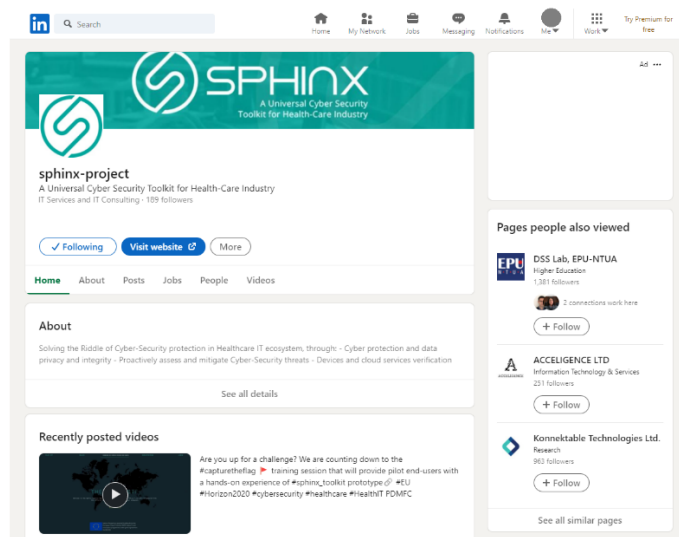 in
Search
Home
My Network
Jobs
Messaging
Notifications
Me
Work
Try Premium for
free
SPHINX
A Universal Cyber Security
Toolkit for Health-Care Industry
sphinx-project
A Universal Cyber Security Toolkit for Health-Care Industry
IT Services and IT Consulting · 189 followers
Following
Visit website
More
Home
About
Posts
Jobs
People
Videos
About
Solving the Riddle of Cyber-Security protection in Healthcare IT ecosystem, through: - Cyber protection and data
privacy and integrity - Proactively assess and mitigate Cyber-Security threats - Devices and cloud services verification
See all details
Recently posted videos
Are you up for a challenge? We are counting down to the
#capturetheflag 🚩 training session that will provide pilot end-users with
a hands-on experience of #sphinx_toolkit prototype🔗 #EU
#Horizon2020 #cybersecurity #healthcare #HealthIT PDMFC
Ad
Pages people also viewed
EPU
NTUA
DSS Lab, EPU-NTUA
Higher Education
1,381 followers
2 connections work here
+ Follow
ACCELIGENCE LTD
Information Technology & Services
231 followers
+ Follow
Konnektable Technologies Ltd.
Research
963 followers
+ Follow
See all similar pages